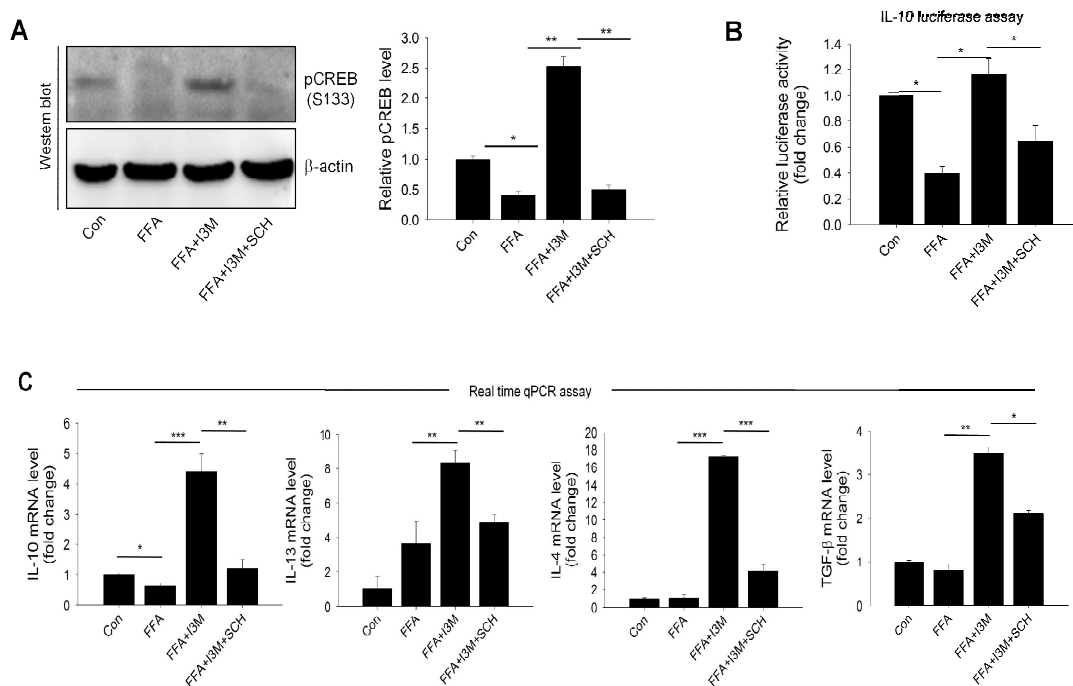 A
Western blot
pCREB
(S133)
β-actin
Con
FFA
FFA+I3M
FFA+I3M+SCH
Relative pCREB level
3.0
2.5
2.0
1.5
1.0
0.5
0.0
*
**
**
Con
FFA
FFA+I3M
FFA+I3M+SCH
B
IL-10 luciferase assay
Relative luciferase activity
(fold change)
1.4
1.2
1.0
0.8
0.6
0.4
0.2
0.0
*
*
*
Con
FFA
FFA+I3M
FFA+I3M+SCH
C
Real time qPCR assay
IL-10 mRNA level
(fold change)
6
5
4
3
2
1
0
*
***
**
Con
FFA
FFA+I3M
FFA+I3M+SCH
IL-13 mRNA level
(fold change)
10
8
6
4
2
0
**
**
Con
FFA
FFA+I3M
FFA+I3M+SCH
IL-4 mRNA level
(fold change)
20
18
16
14
12
10
8
6
4
2
0
***
***
Con
FFA
FFA+I3M
FFA+I3M+SCH
TGF-β mRNA level
(fold change)
4
3
2
1
0
**
*
Con
FFA
FFA+I3M
FFA+I3M+SCH